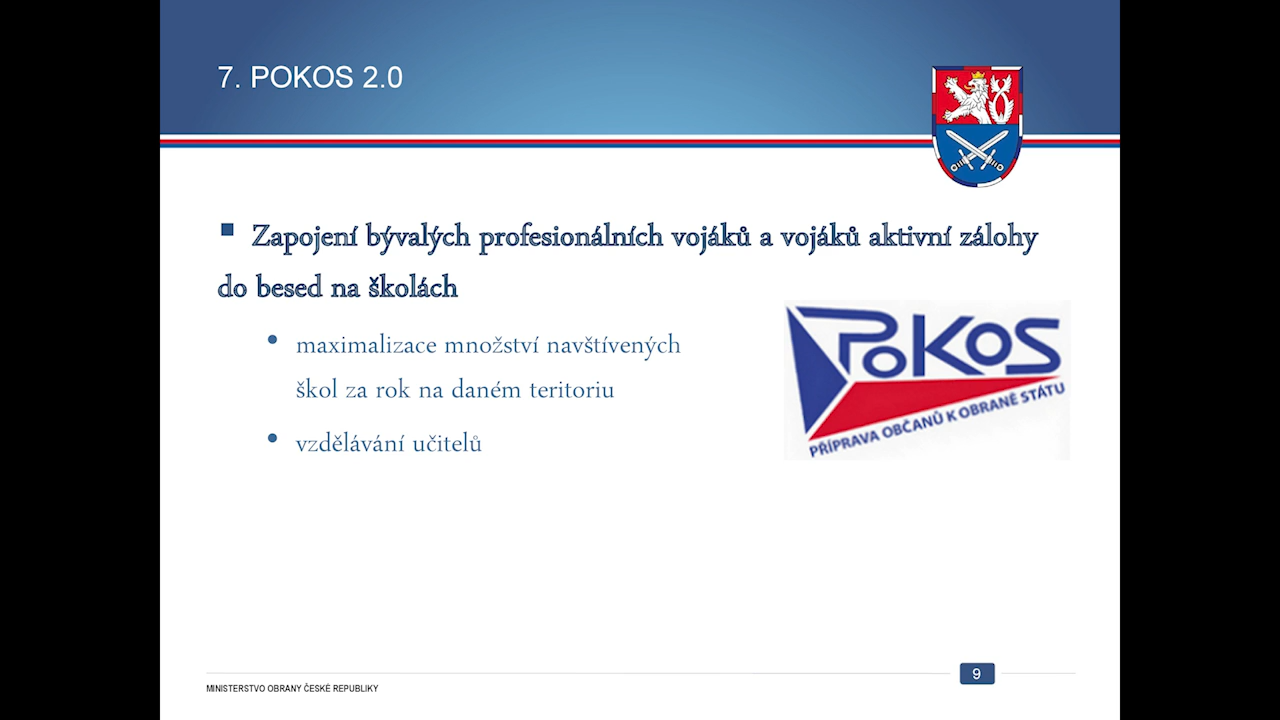 7. POKOS 2.0
▪ Zapojení bývalých profesionálních vojáků a vojáků aktivní zálohy
do besed na školách
• maximalizace množství navštívených
škol za rok na daném teritoriu
• vzdělávání učitelů
POKOS
PŘÍPRAVA OBČANŮ K OBRANĚ STÁTU
MINISTERSTVO OBRANY ČESKÉ REPUBLIKY
9